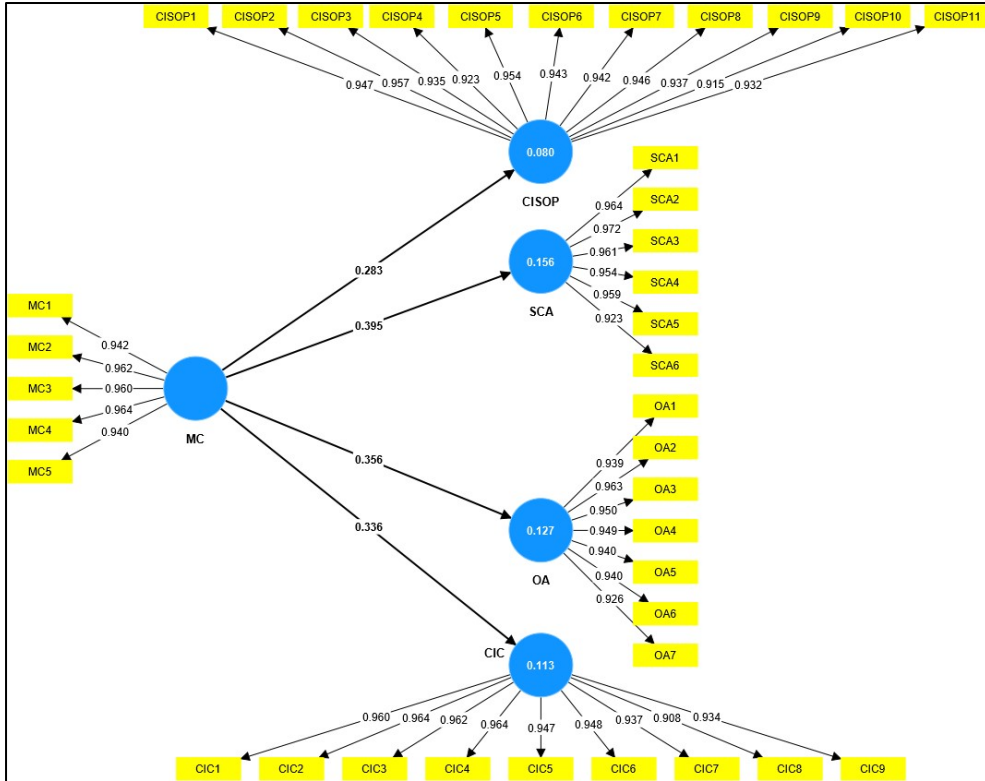 CISOP1 CISOP2 CISOP3 CISOP4 CISOP5 CISOP6 CISOP7 CISOP8 CISOP9 CISOP10 CISOP11
0.947 0.957 0.935 0.923 0.954 0.943 0.942 0.946 0.937 0.915 0.932
0.080
CISOP
SCA1
SCA2
SCA3
SCA4
SCA5
SCA6
0.964
0.972
0.961
0.954
0.959
0.923
0.156
SCA
0.283
0.395
MC1
MC2
MC3
MC4
MC5
0.942
0.962
0.960
0.964
0.940
MC
0.356
0.336
OA1
OA2
OA3
OA4
OA5
OA6
OA7
0.939
0.963
0.950
0.949
0.940
0.940
0.926
0.127
OA
CIC
0.113
0.960 0.964 0.962 0.964 0.947 0.948 0.937 0.908 0.934
CIC1 CIC2 CIC3 CIC4 CIC5 CIC6 CIC7 CIC8 CIC9